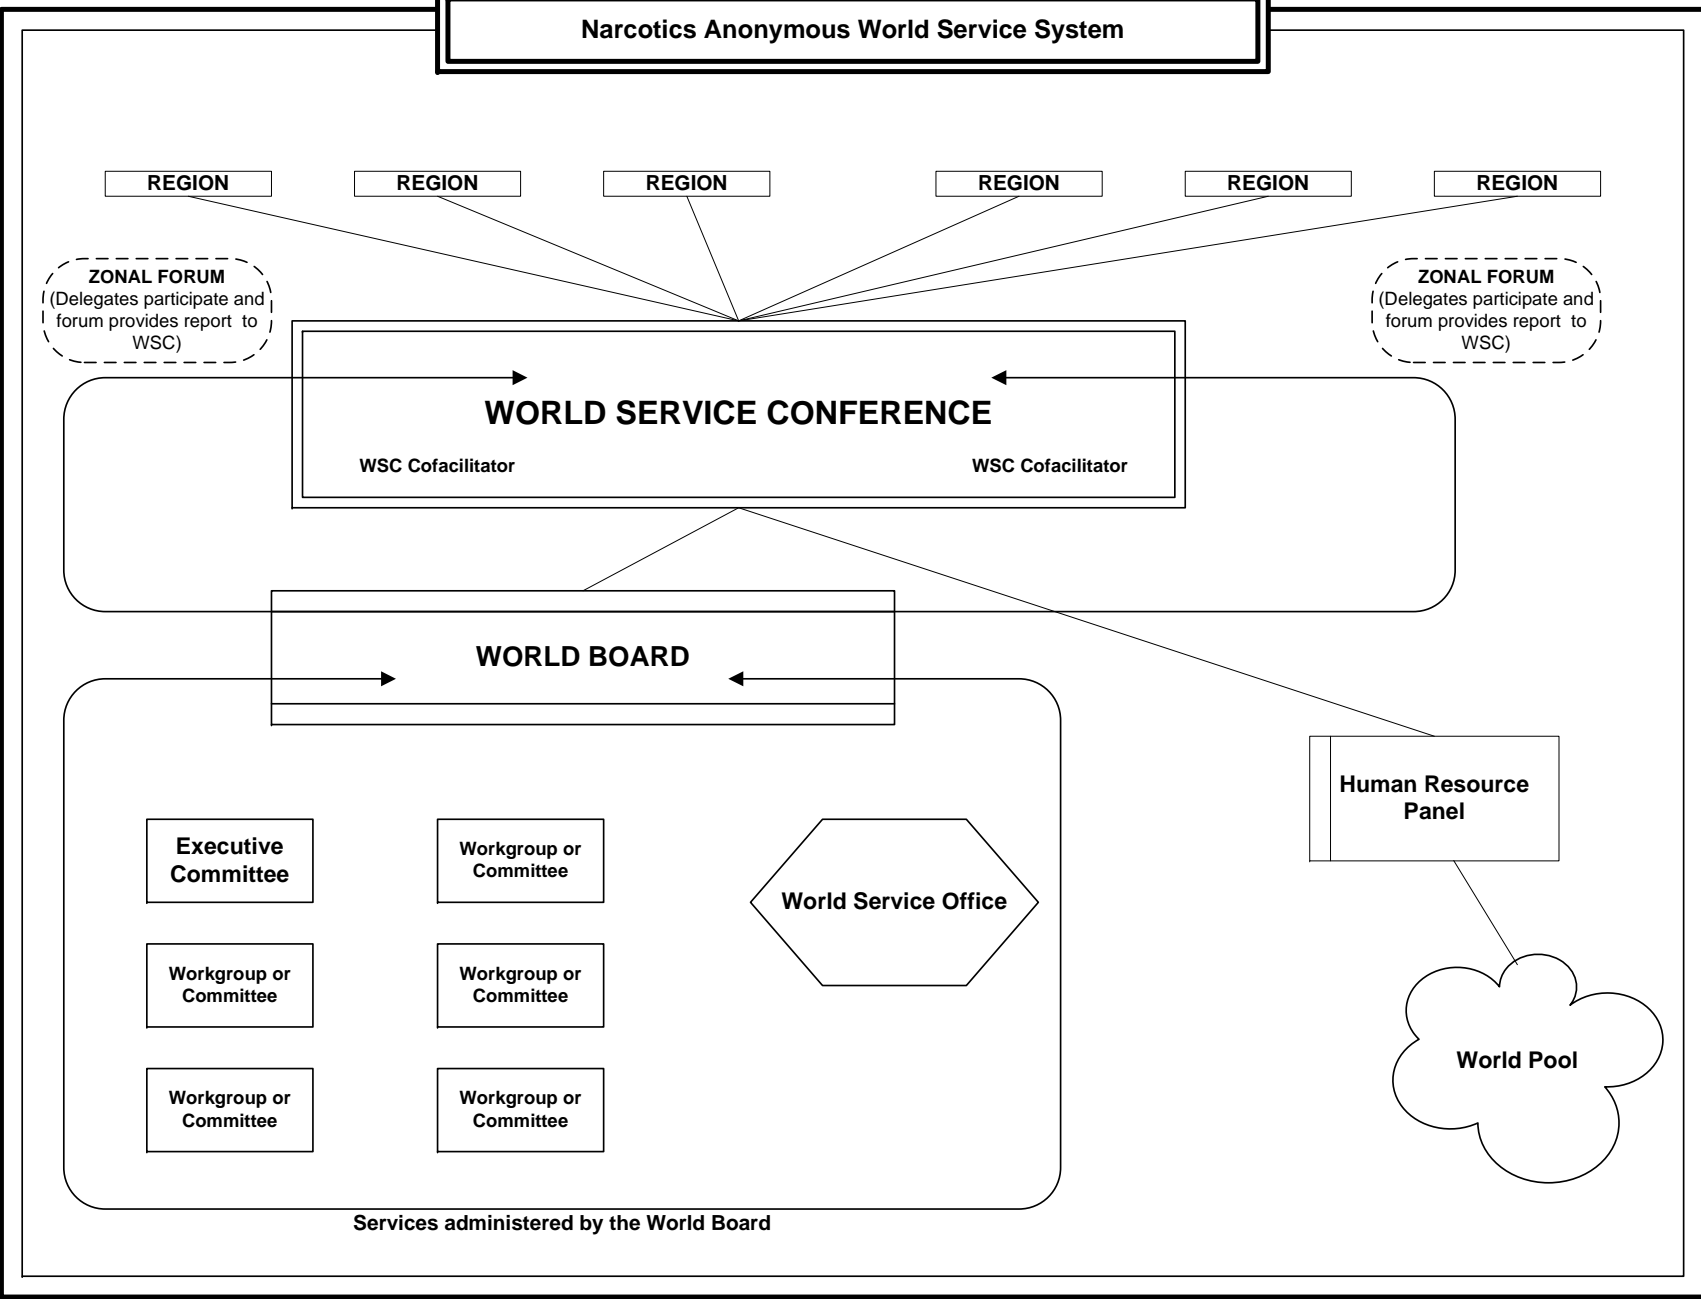 Narcotics Anonymous World Service System
REGION
REGION
REGION
REGION
REGION
REGION
ZONAL FORUM
(Delegates participate and
forum provides report to
WSC)
ZONAL FORUM
(Delegates participate and
forum provides report to
WSC)
WORLD SERVICE CONFERENCE
WSC Cofacilitator
WSC Cofacilitator
WORLD BOARD
Human Resource
Panel
Executive
Committee
Workgroup or
Committee
World Service Office
Workgroup or
Committee
Workgroup or
Committee
World Pool
Workgroup or
Committee
Workgroup or
Committee
Services administered by the World Board